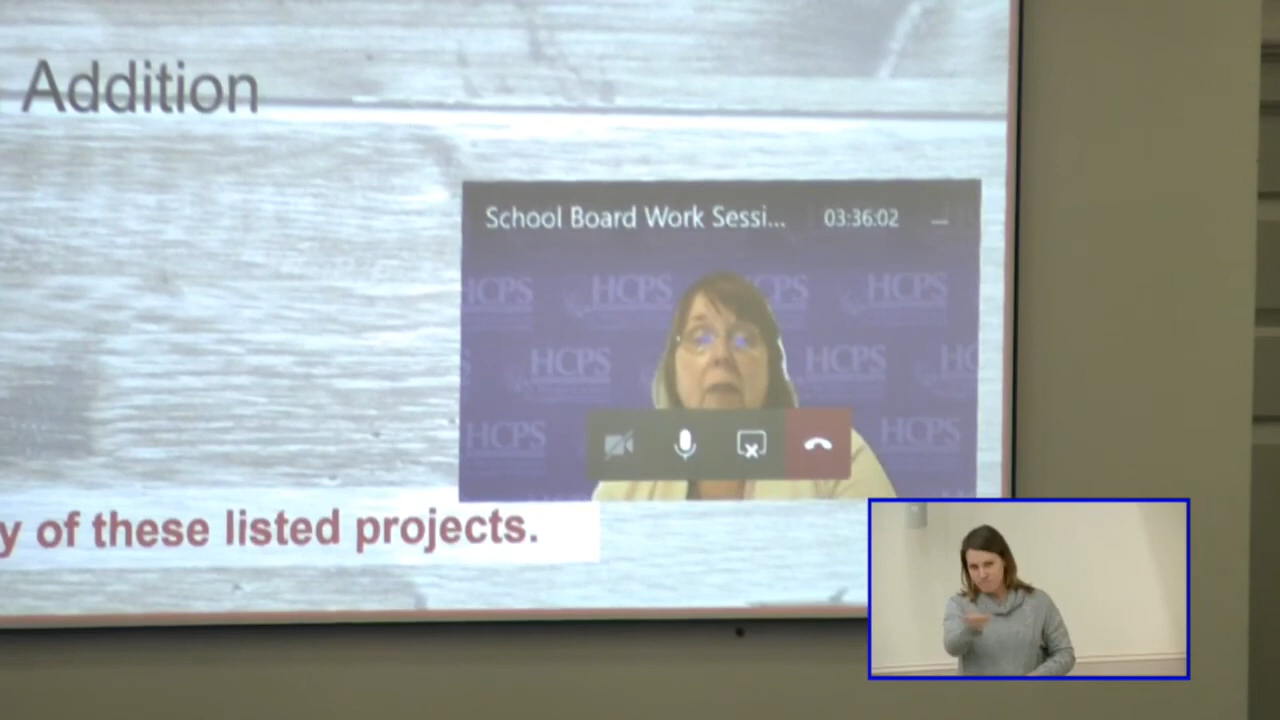 Addition
School Board Work Sessi... 03:36:02
HCPS HCPS HCPS
HCPS HCPS HC
HCPS HCPS
y of these listed projects.